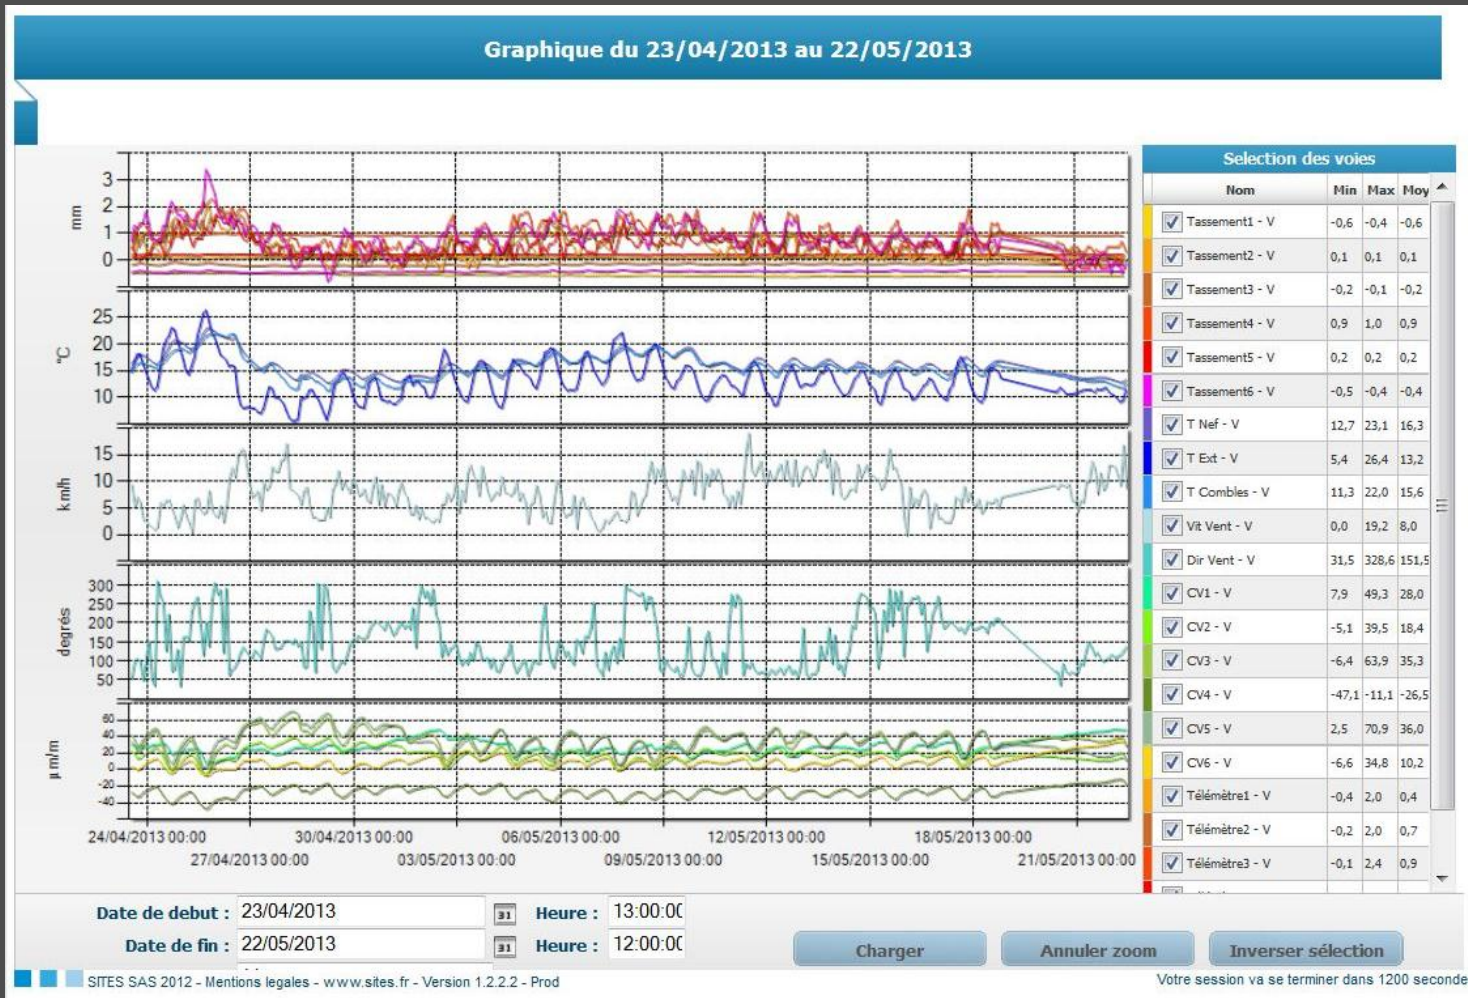 Graphique du 23/04/2013 au 22/05/2013
Selection des voies
Nom Min Max Moy
Tassement1 - V -0,6 -0,4 -0,6
Tassement2 - V 0,1 0,1 0,1
Tassement3 - V -0,2 -0,1 -0,2
Tassement4 - V 0,9 1,0 0,9
Tassement5 - V 0,2 0,2 0,2
Tassement6 - V -0,5 -0,4 -0,4
T Nef - V 12,7 23,1 16,3
T Ext - V 5,4 26,4 13,2
T Combles - V 11,3 22,0 15,6
Vit Vent - V 0,0 19,2 8,0
Dir Vent - V 31,5 328,6 151,5
CV1 - V 7,9 49,3 28,0
CV2 - V -5,1 39,5 18,4
CV3 - V -6,4 63,9 35,3
CV4 - V -47,1 -11,1 -26,5
CV5 - V 2,5 70,9 36,0
CV6 - V -6,6 34,8 10,2
Télémètre1 - V -0,4 2,0 0,4
Télémètre2 - V -0,2 2,0 0,7
Télémètre3 - V -0,1 2,4 0,9
mm
3
2
1
0
°C
25
20
15
10
km/h
15
10
5
0
degrés
300
250
200
150
100
50
µ m/m
60
40
20
0
-20
-40
24/04/2013 00:00 30/04/2013 00:00 06/05/2013 00:00 12/05/2013 00:00 18/05/2013 00:00
27/04/2013 00:00 03/05/2013 00:00 09/05/2013 00:00 15/05/2013 00:00 21/05/2013 00:00
Date de debut : 23/04/2013 31 Heure : 13:00:00
Date de fin : 22/05/2013 31 Heure : 12:00:00
Charger Annuler zoom Inverser sélection
SITES SAS 2012 - Mentions legales - www.sites.fr - Version 1.2.2.2 - Prod
Votre session va se terminer dans 1200 seconde